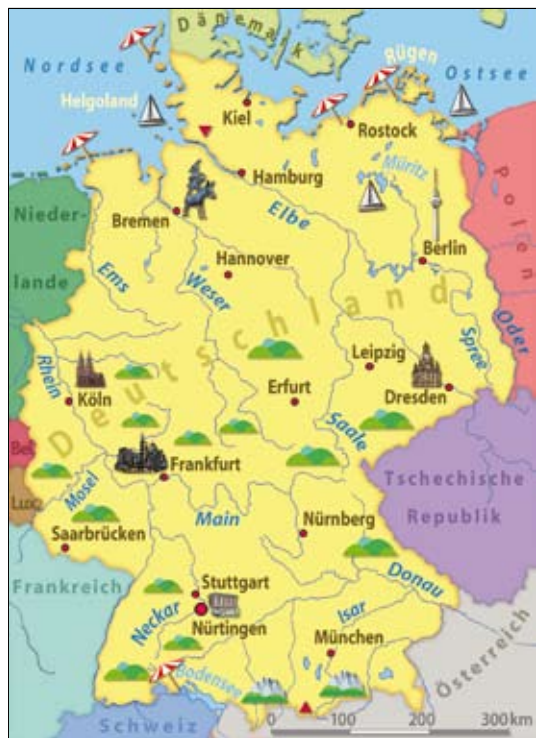 Dänemark
Nordsee
Rügen
Ostsee
Helgoland
Kiel
Rostock
Müritz
Hamburg
Elbe
Nieder-
lande
Bremen
Polen
Berlin
Hannover
Ems
Weser
Deutschland
Oder
Spree
Rhein
Leipzig
Köln
Erfurt
Dresden
Saale
Bel
Frankfurt
Mosel
Lux
Tschechische
Republik
Main
Nürnberg
Saarbrücken
Frankreich
Stuttgart
Donau
Neckar
Isar
Nürtingen
München
Bodensee
Österreich
Schweiz
0 100 200 300 km